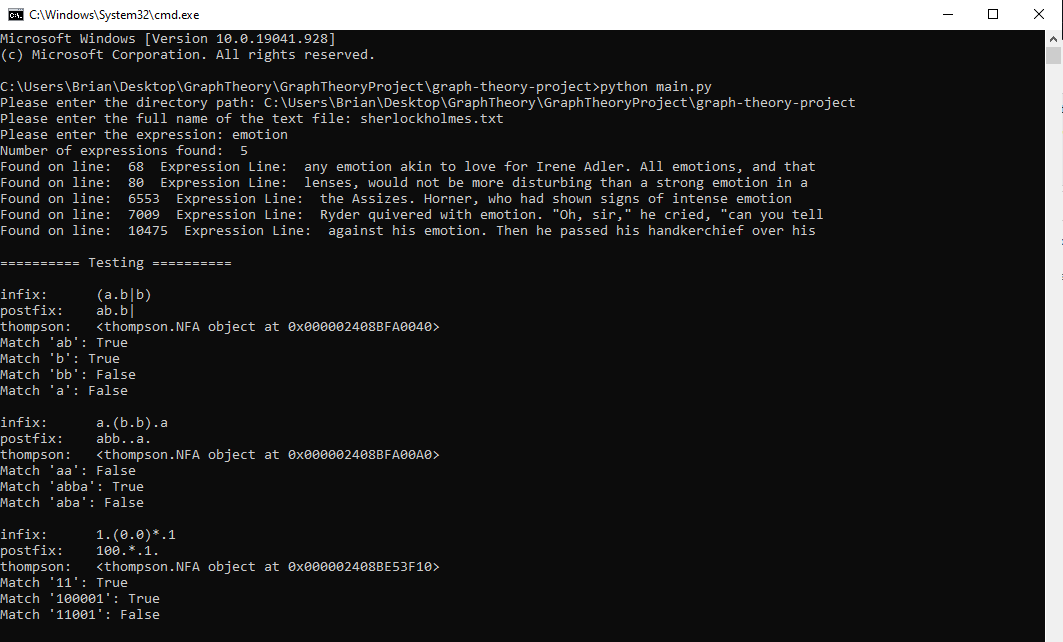 C:\Windows\System32\cmd.exe
Microsoft Windows [Version 10.0.19041.928]
(c) Microsoft Corporation. All rights reserved.
C:\Users\Brian\Desktop\GraphTheory\GraphTheoryProject\graph-theory-project>python main.py
Please enter the directory path: C:\Users\Brian\Desktop\GraphTheory\GraphTheoryProject\graph-theory-project
Please enter the full name of the text file: sherlockholmes.txt
Please enter the expression: emotion
Number of expressions found:  5
Found on line:  68  Expression Line:  any emotion akin to love for Irene Adler. All emotions, and that
Found on line:  80  Expression Line:  lenses, would not be more disturbing than a strong emotion in a
Found on line:  6553  Expression Line:  the Assizes. Horner, who had shown signs of intense emotion
Found on line:  7009  Expression Line:  Ryder quivered with emotion. "Oh, sir," he cried, "can you tell
Found on line:  10475  Expression Line:  against his emotion. Then he passed his handkerchief over his
========== Testing ==========
infix:      (a.b|b)
postfix:    ab.b|
thompson:   <thompson.NFA object at 0x000002408BFA0040>
Match 'ab': True
Match 'b': True
Match 'bb': False
Match 'a': False
infix:      a.(b.b).a
postfix:    abb..a.
thompson:   <thompson.NFA object at 0x000002408BFA00A0>
Match 'aa': False
Match 'abba': True
Match 'aba': False
infix:      1.(0.0)*.1
postfix:    100.*.1.
thompson:   <thompson.NFA object at 0x000002408BE53F10>
Match '11': True
Match '100001': True
Match '11001': False